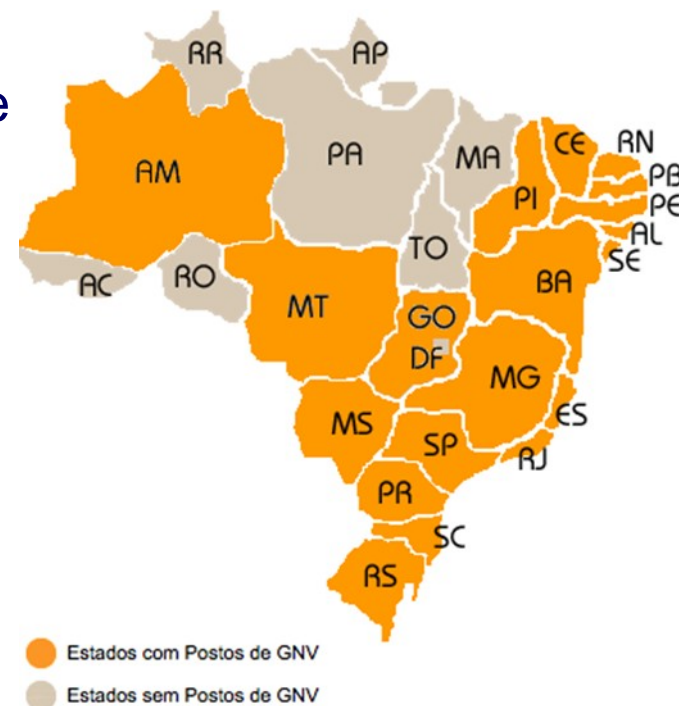 RR
AP
e
AM
PA
MA
CE
RN
PB
PE
AL
SE
PI
TO
AC
RO
MT
BA
GO
DF
MG
ES
MS
SP
RJ
PR
SC
RS
Estados com Postos de GNV
Estados sem Postos de GNV